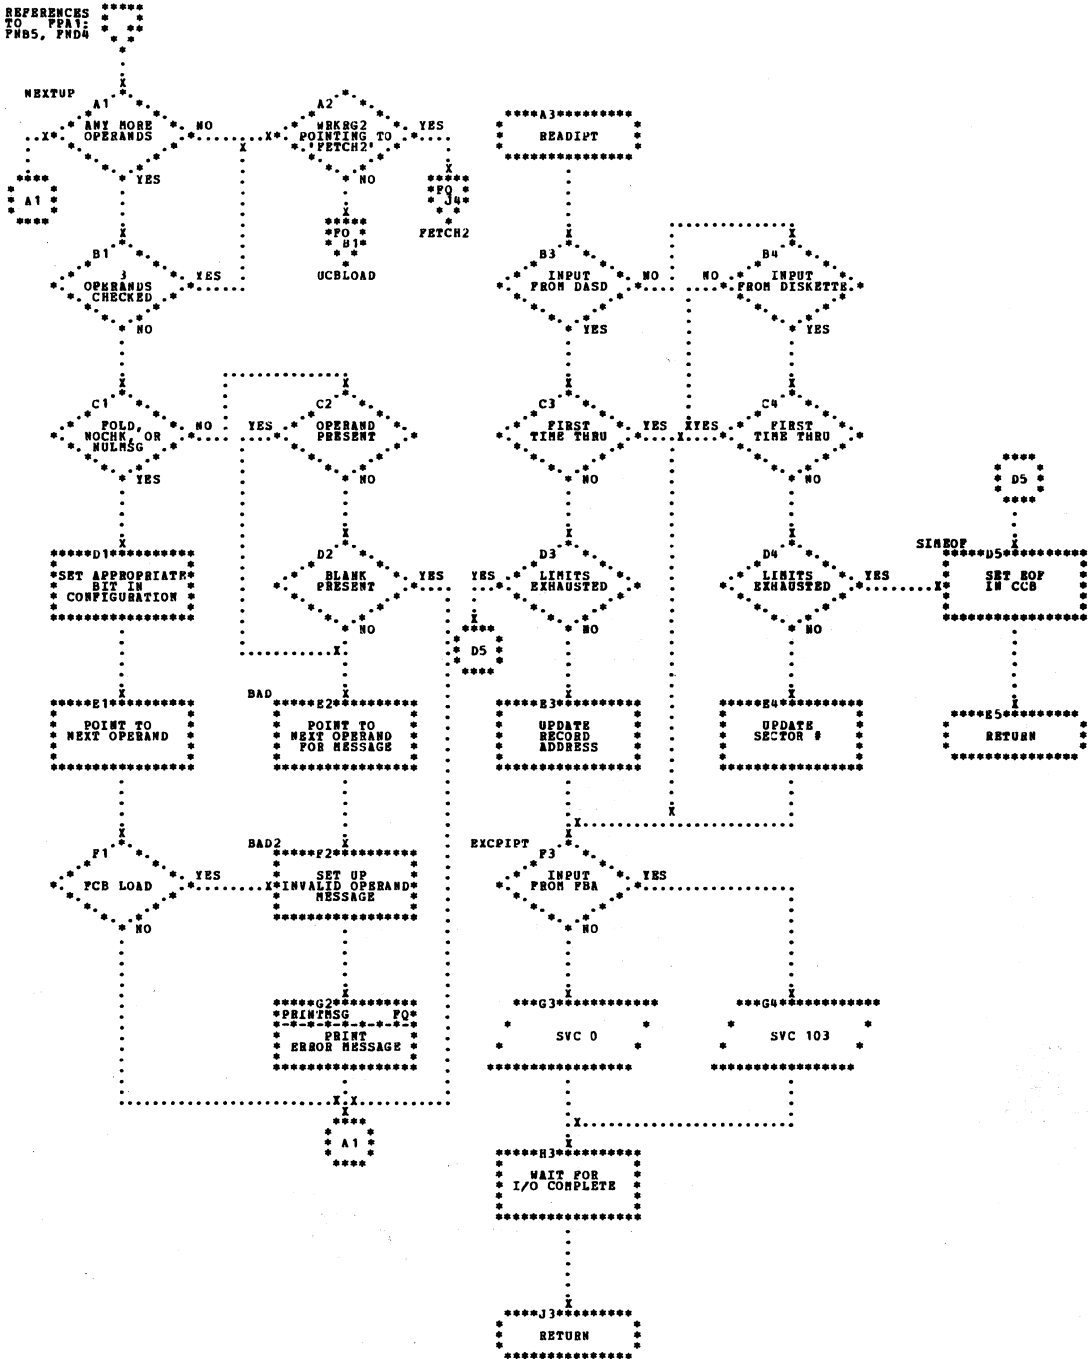 REFERENCES
TO PPA1:
PNB5, PND4
NEXTUP
A1
ANY MORE
OPERANDS
NO
YES
A1
A2
WRKRG2
POINTING TO
'FETCH2'
YES
NO
PQ
J4
FETCH2
PO
B1
UCBLOAD
B1
3
OPERANDS
CHECKED
YES
NO
C1
FOLD,
NOCHK, OR
NULMSG
NO
YES
C2
OPERAND
PRESENT
YES
NO
D1
SET APPROPRIATE
BIT IN
CONFIGURATION
D2
BLANK
PRESENT
YES
NO
E1
POINT TO
NEXT OPERAND
BAD
E2
POINT TO
NEXT OPERAND
FOR MESSAGE
F1
FCB LOAD
YES
NO
BAD2
F2
SET UP
INVALID OPERAND
MESSAGE
G2
PRINTMSG PQ
PRINT
ERROR MESSAGE
A1
A3
READIPT
B3
INPUT
FROM DASD
NO
YES
B4
INPUT
FROM DISKETTE
NO
YES
C3
FIRST
TIME THRU
YES
NO
C4
FIRST
TIME THRU
YES
NO
D3
LIMITS
EXHAUSTED
YES
NO
D5
D4
LIMITS
EXHAUSTED
YES
NO
D5
SIMEOF
D5
SET EOF
IN CCB
E3
UPDATE
RECORD
ADDRESS
E4
UPDATE
SECTOR #
E5
RETURN
EXCPIPT
F3
INPUT
FROM FBA
YES
NO
G3
SVC 0
G4
SVC 103
H3
WAIT FOR
I/O COMPLETE
J3
RETURN